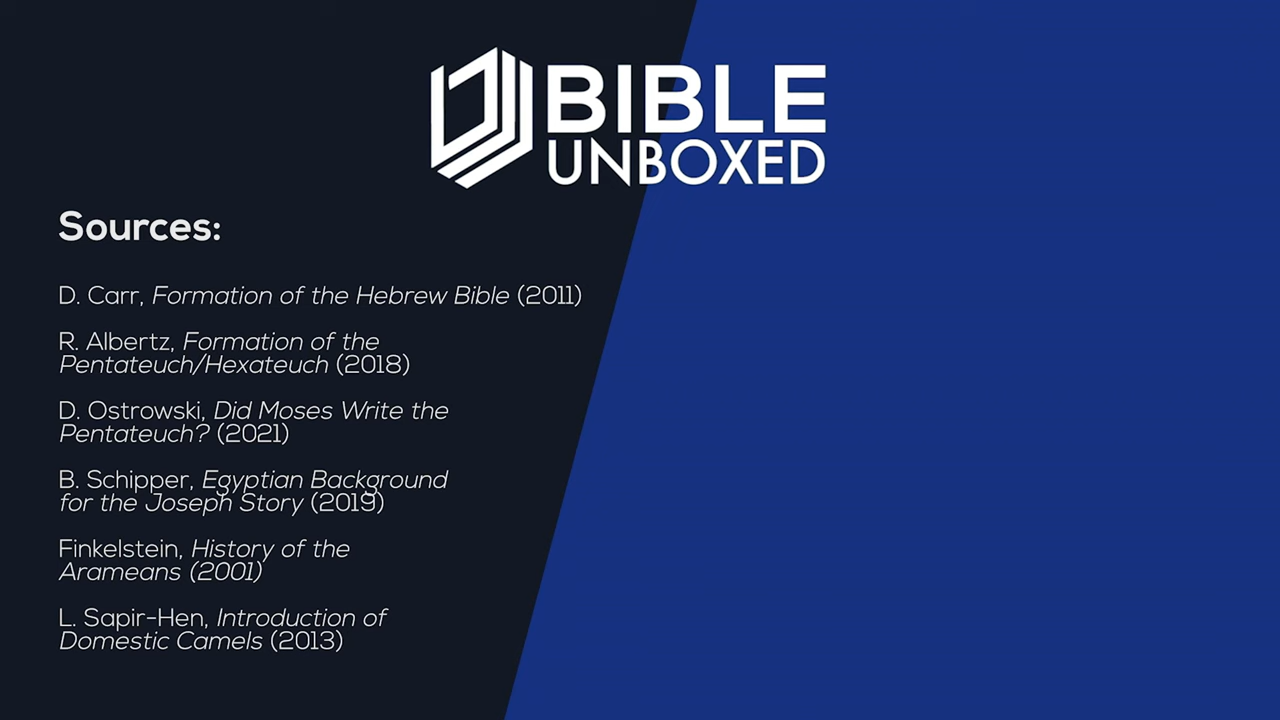 BIBLE
UNBOXED
Sources:
D. Carr, Formation of the Hebrew Bible (2011)
R. Albertz, Formation of the
Pentateuch/Hexateuch (2018)
D. Ostrowski, Did Moses Write the
Pentateuch? (2021)
B. Schipper, Egyptian Background
for the Joseph Story (2019)
Finkelstein, History of the
Arameans (2001)
L. Sapir-Hen, Introduction of
Domestic Camels (2013)